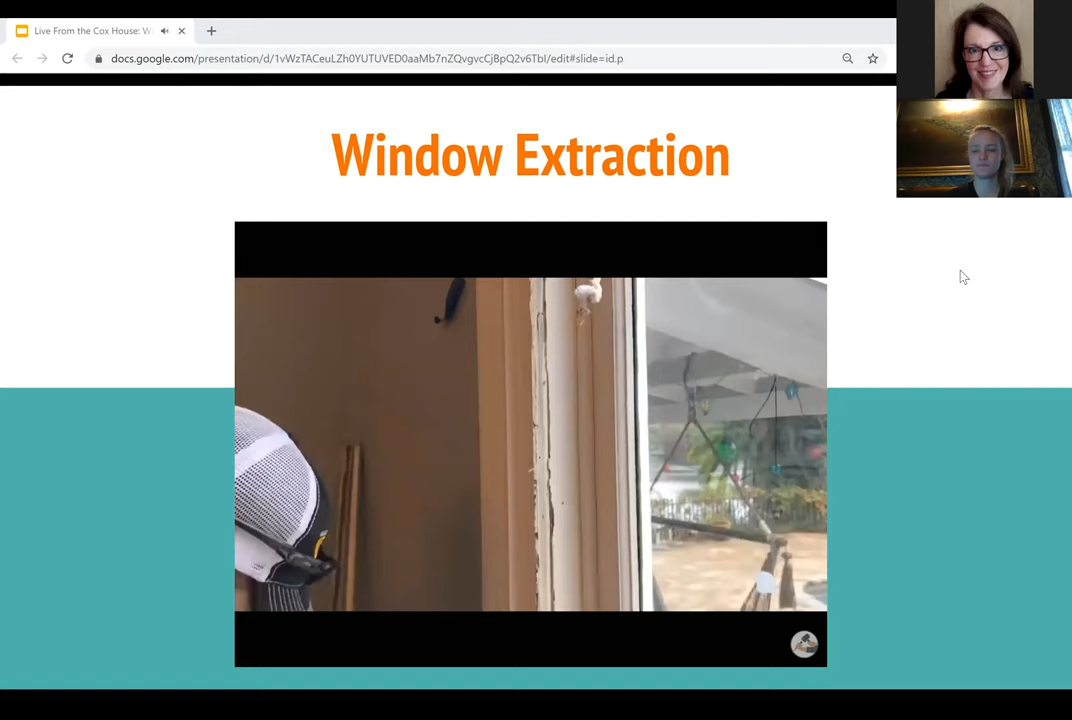 Live From the Cox House: W
docs.google.com/presentation/d/1vWzTACeuLZh0YUTUVED0aaMb7nZQvgvcCjBpQ2v6TbI/edit#slide=id.p
Window Extraction